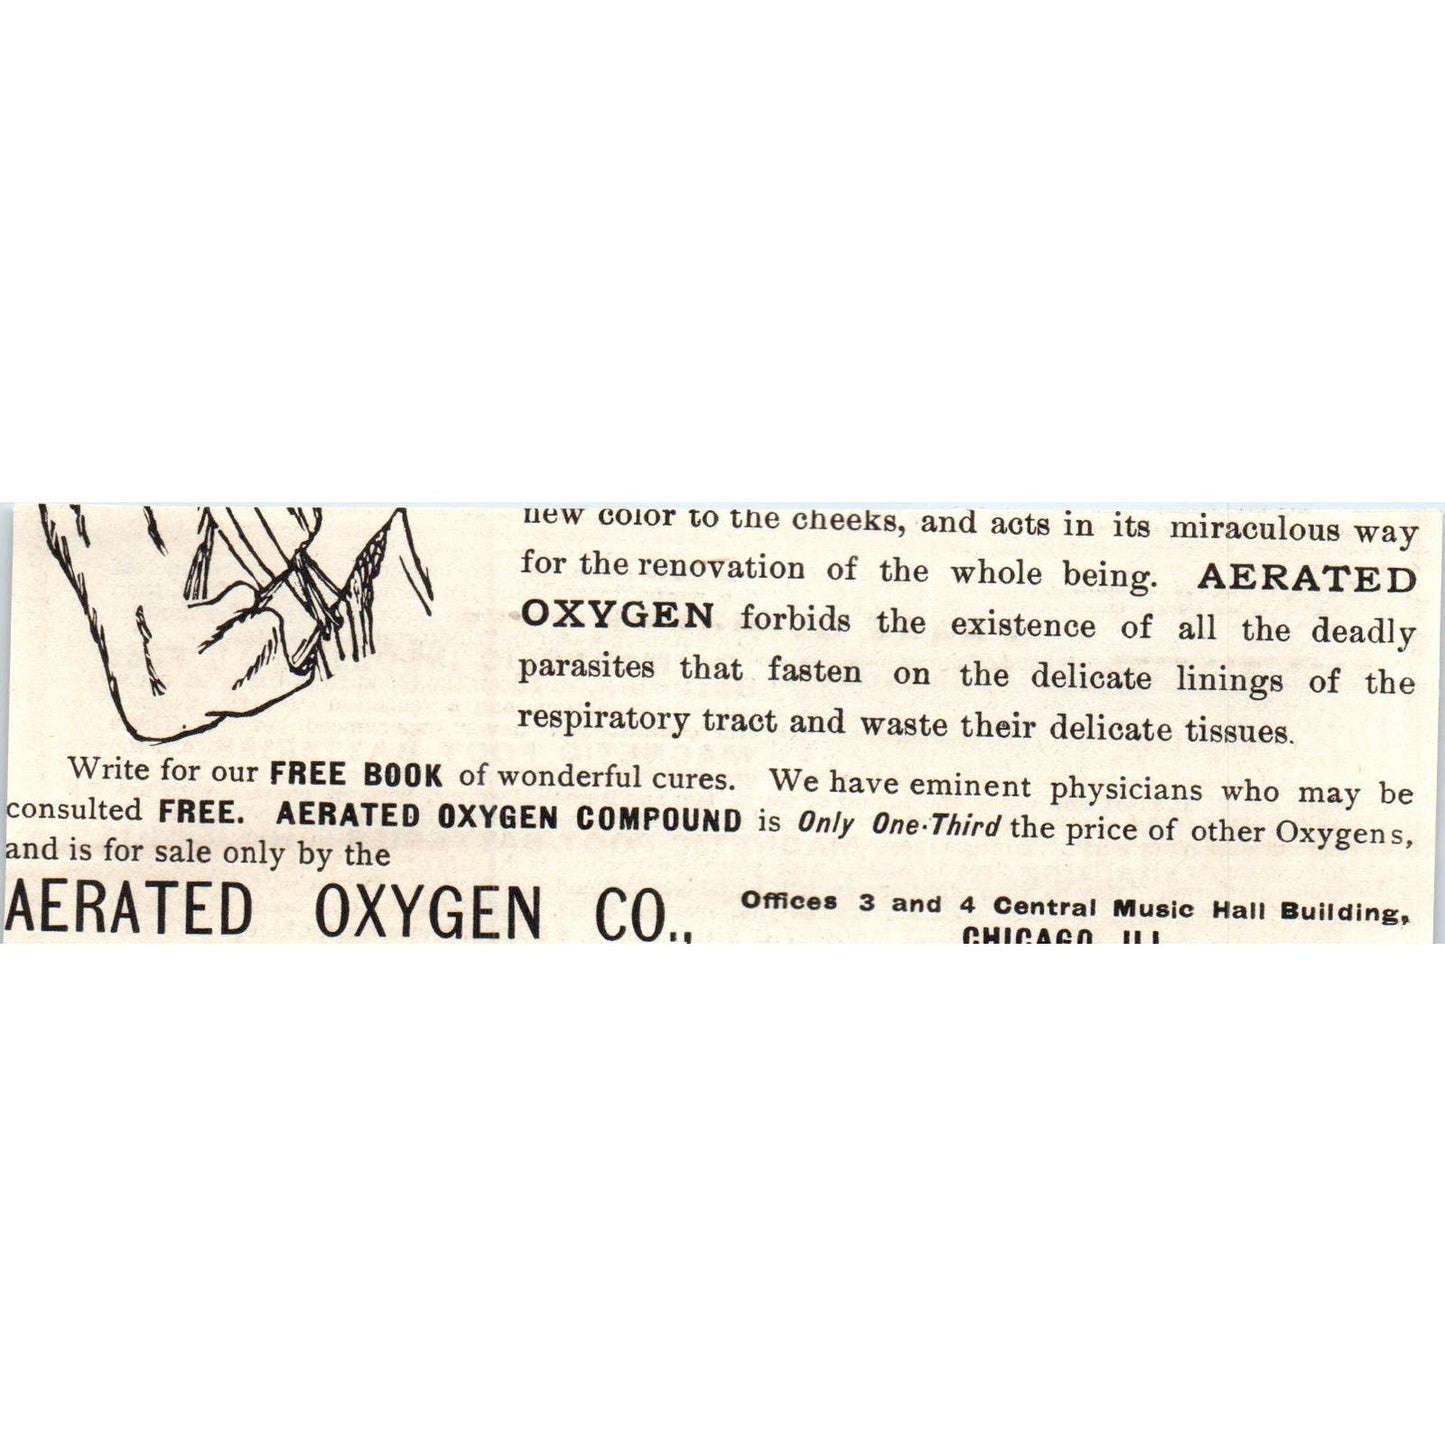 new color to the cheeks, and acts in its miraculous way
for the renovation of the whole being. AERATED
OXYGEN forbids the existence of all the deadly
parasites that fasten on the delicate linings of the
respiratory tract and waste their delicate tissues.
Write for our FREE BOOK of wonderful cures. We have eminent physicians who may be
consulted FREE. AERATED OXYGEN COMPOUND is Only One-Third the price of other Oxygens,
and is for sale only by the
AERATED OXYGEN CO., Offices 3 and 4 Central Music Hall Building,
CHICAGO, ILL